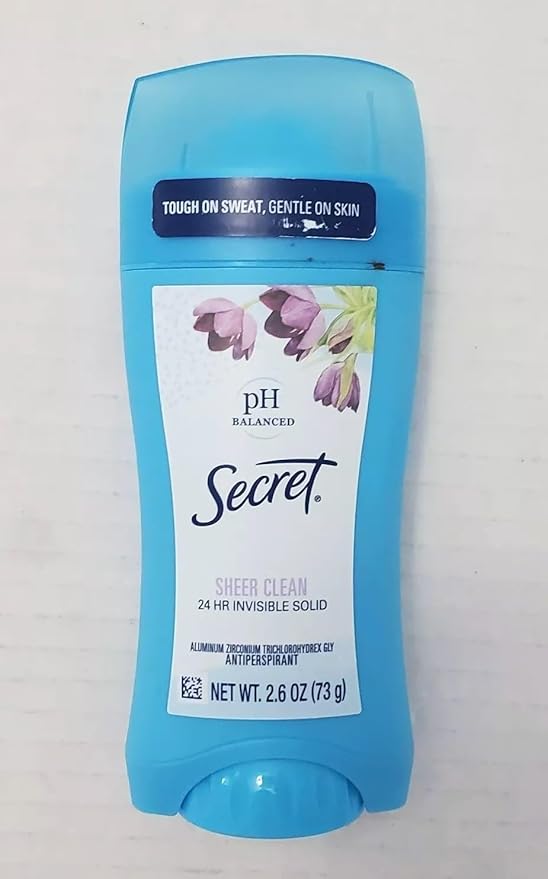 TOUGH ON SWEAT, GENTLE ON SKIN
pH
BALANCED
Secret®
SHEER CLEAN
24 HR INVISIBLE SOLID
ALUMINUM ZIRCONIUM TRICHLOROHYDREX GLY
ANTIPERSPIRANT
NET WT. 2.6 OZ (73 g)